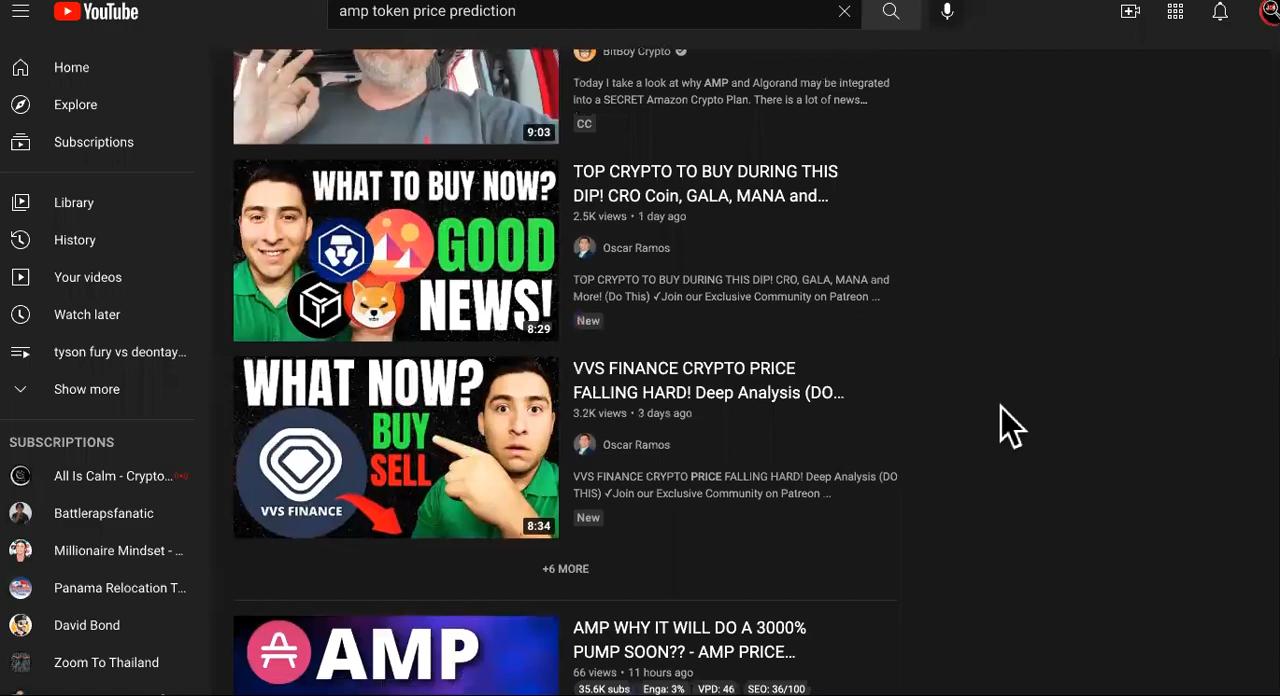 YouTube
amp token price prediction
Home
Explore
Subscriptions
Library
History
Your videos
Watch later
tyson fury vs deontay...
Show more
SUBSCRIPTIONS
All Is Calm - Crypto...
Battlerapsfanatic
Millionaire Mindset - ...
Panama Relocation T...
David Bond
Zoom To Thailand
9:03
BitBoy Crypto
Today I take a look at why AMP and Algorand may be integrated
into a SECRET Amazon Crypto Plan. There is a lot of news...
CC
WHAT TO BUY NOW?
GOOD
NEWS!
8:29
TOP CRYPTO TO BUY DURING THIS
DIP! CRO Coin, GALA, MANA and...
2.5K views • 1 day ago
Oscar Ramos
TOP CRYPTO TO BUY DURING THIS DIP! CRO, GALA, MANA and
More! (Do This) ✓Join our Exclusive Community on Patreon ...
New
WHAT NOW?
BUY
SELL
VVS FINANCE
8:34
VVS FINANCE CRYPTO PRICE
FALLING HARD! Deep Analysis (DO...
3.2K views • 3 days ago
Oscar Ramos
VVS FINANCE CRYPTO PRICE FALLING HARD! Deep Analysis (DO
THIS) ✓Join our Exclusive Community on Patreon ...
New
+6 MORE
AMP
AMP WHY IT WILL DO A 3000%
PUMP SOON?? - AMP PRICE...
66 views • 11 hours ago
35.6K subs Enga: 3% VPD: 46 SEO: 36/100